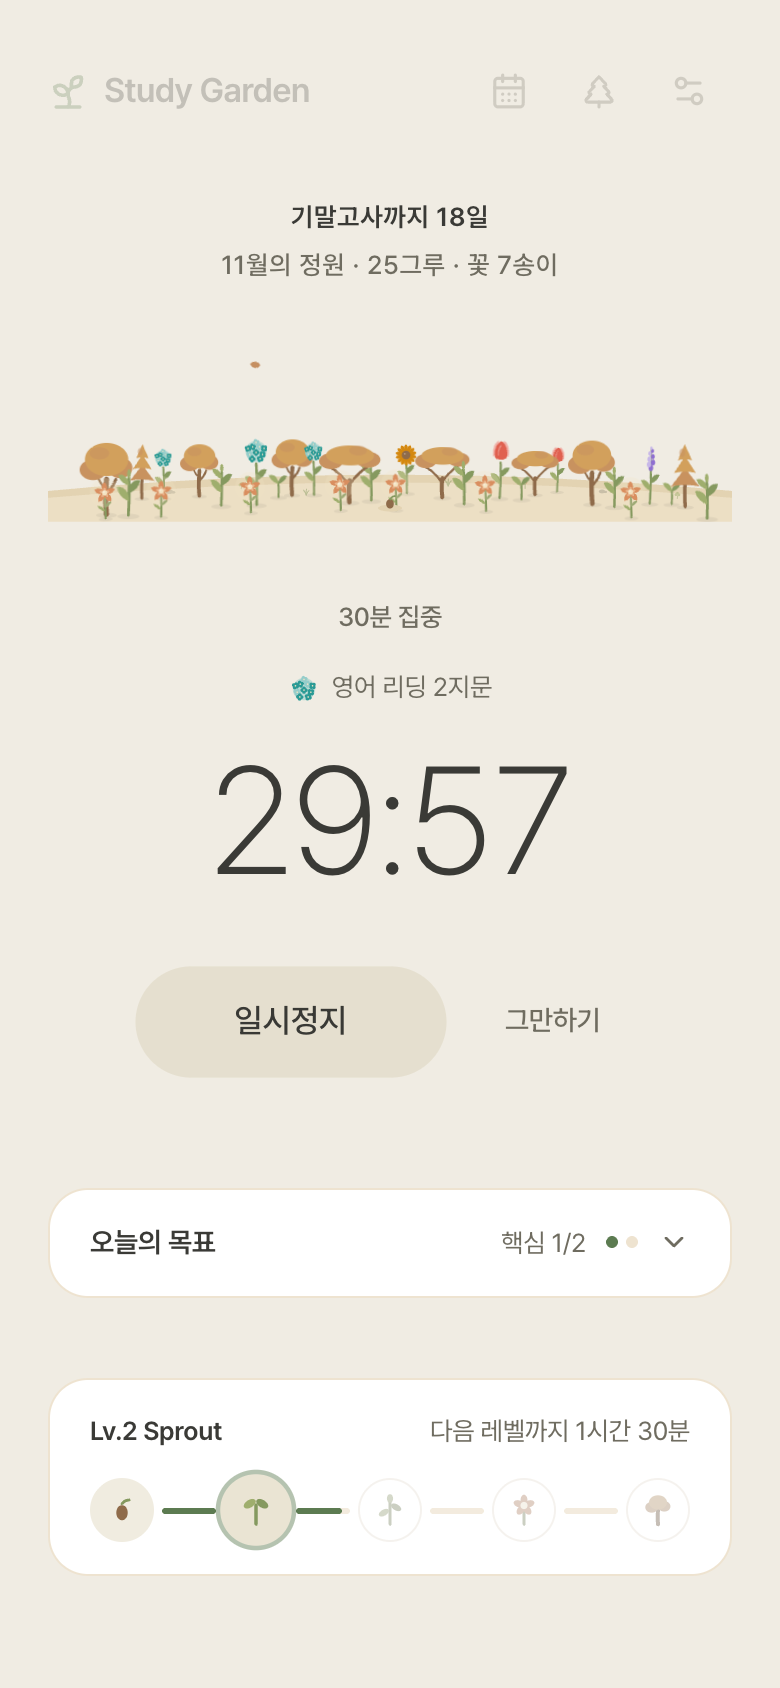 Study Garden
기말고사까지 18일
11월의 정원 · 25그루 · 꽃 7송이
30분 집중
영어 리딩 2지문
29:57
일시정지
그만하기
오늘의 목표
핵심 1/2
Lv.2 Sprout
다음 레벨까지 1시간 30분